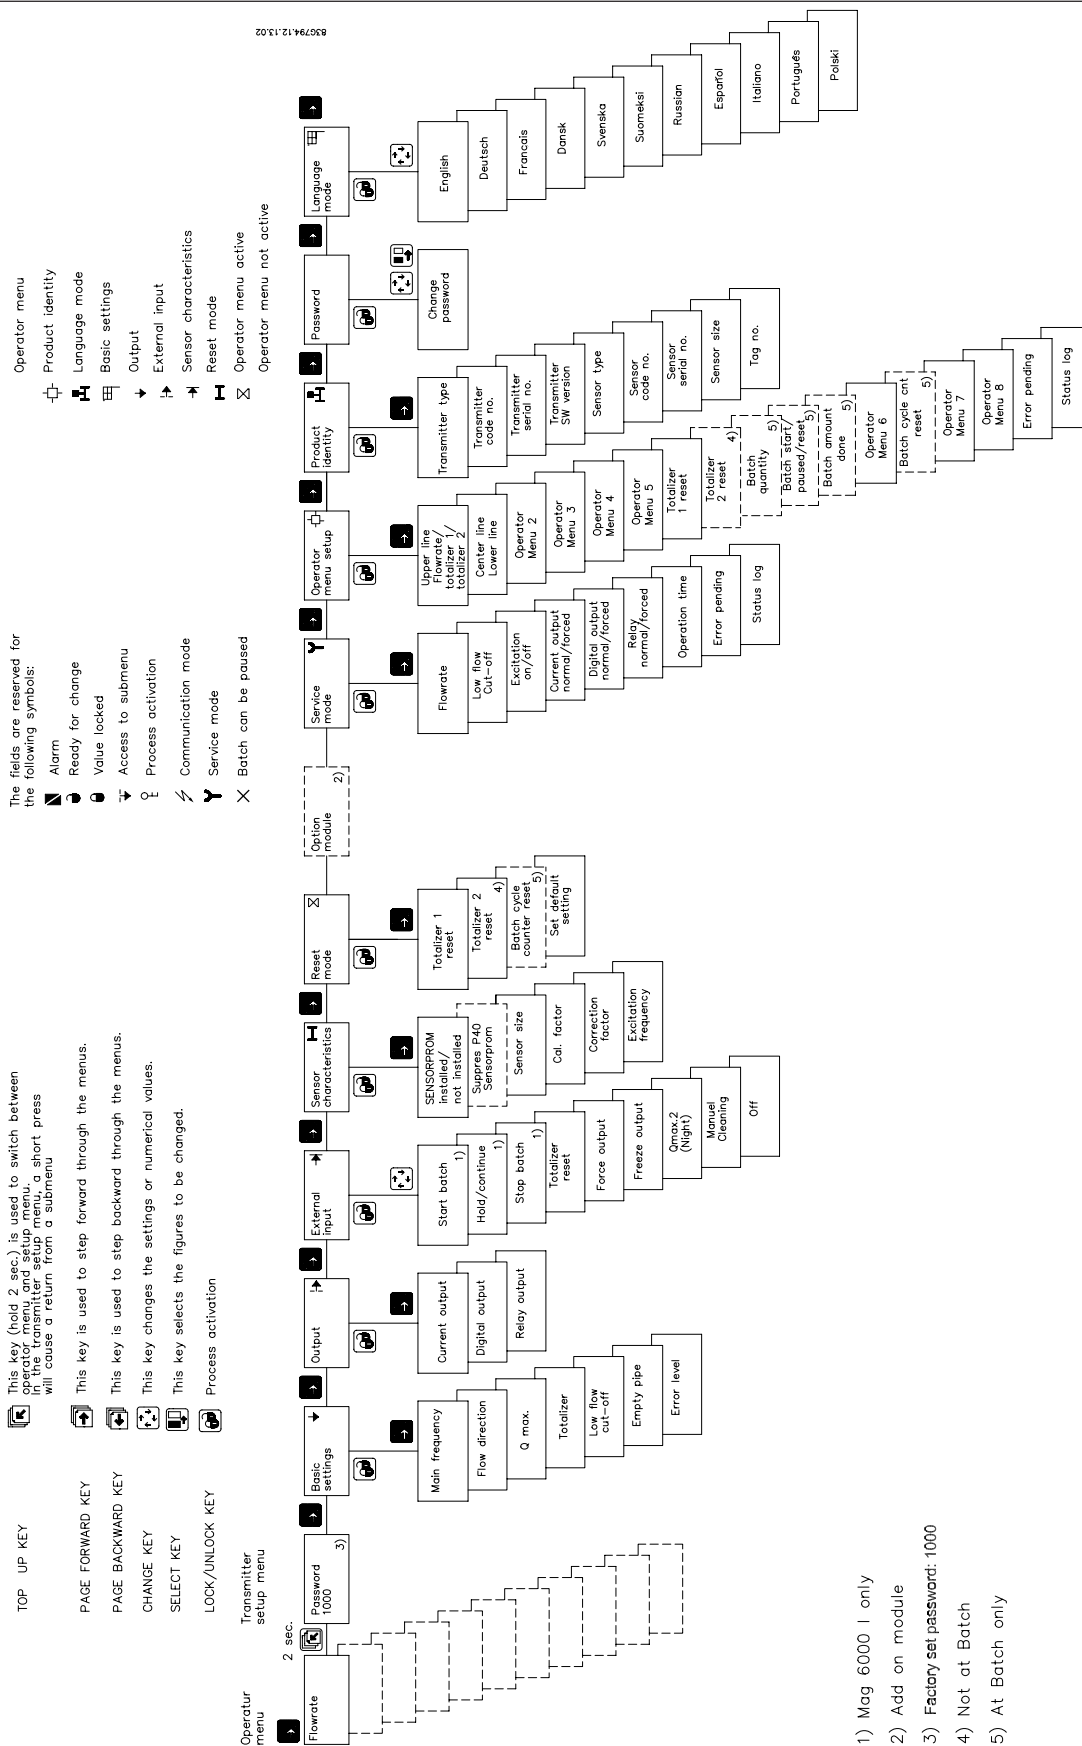 TOP UP KEY
This key (hold 2 sec.) is used to switch between
operator menu and setup menu.
In the transmitter setup menu, a short press
will cause a return from a submenu
PAGE FORWARD KEY
This key is used to step forward through the menus.
PAGE BACKWARD KEY
This key is used to step backward through the menus.
CHANGE KEY
This key changes the settings or numerical values.
SELECT KEY
This key selects the figures to be changed.
LOCK/UNLOCK KEY
Process activation
The fields are reserved for
the following symbols:
Alarm
Ready for change
Value locked
Access to submenu
Process activation
Communication mode
Service mode
Batch can be paused
Operator menu
Product identity
Language mode
Basic settings
Output
External input
Sensor characteristics
Reset mode
Operator menu active
Operator menu not active
83G794.12.13.02
Operatur
menu
2 sec.
Transmitter
setup menu
Flowrate
Password
1000
3)
Basic
settings
Main frequency
Flow direction
Q max.
Totalizer
Low flow
cut-off
Empty pipe
Error level
Output
Current output
Digital output
Relay output
External
input
Start batch
1)
Hold/continue
1)
Stop batch
1)
Totalizer
reset
Force output
Freeze output
Qmax.2
(Night)
Manuel
Cleaning
Off
Sensor
characteristics
SENSORPROM
installed/
not installed
Suppres P40
Sensorprom
Sensor size
Cal. factor
Correction
factor
Excitation
frequency
Reset
mode
Totalizer 1
reset
Totalizer 2
reset
4)
Batch cycle
counter reset
5)
Set default
setting
Option
module
2)
Service
mode
Flowrate
Low flow
Cut-off
Excitation
on/off
Current output
normal/forced
Digital output
normal/forced
Relay
normal/forced
Operation time
Error pending
Status log
Operator
menu setup
Upper line
Flowrate/
totalizer 1/
totalizer 2
Center line
Lower line
Operator
Menu 2
Operator
Menu 3
Operator
Menu 4
Operator
Menu 5
Totalizer
1 reset
Totalizer
2 reset
4)
Batch
quantity
5)
Batch start/
paused/reset
5)
Batch amount
done
5)
Operator
Menu 6
Batch cycle cnt
reset
5)
Operator
Menu 7
Operator
Menu 8
Error pending
Status log
Product
identity
Transmitter type
Transmitter
code no.
Transmitter
serial no.
Transmitter
SW version
Sensor type
Sensor
code no.
Sensor
serial no.
Sensor size
Tag no.
Password
Change
password
Language
mode
English
Deutsch
Francais
Dansk
Svenska
Suomeksi
Russian
Español
Italiano
Português
Polski
1) Mag 6000 I only
2) Add on module
3) Factory set password: 1000
4) Not at Batch
5) At Batch only